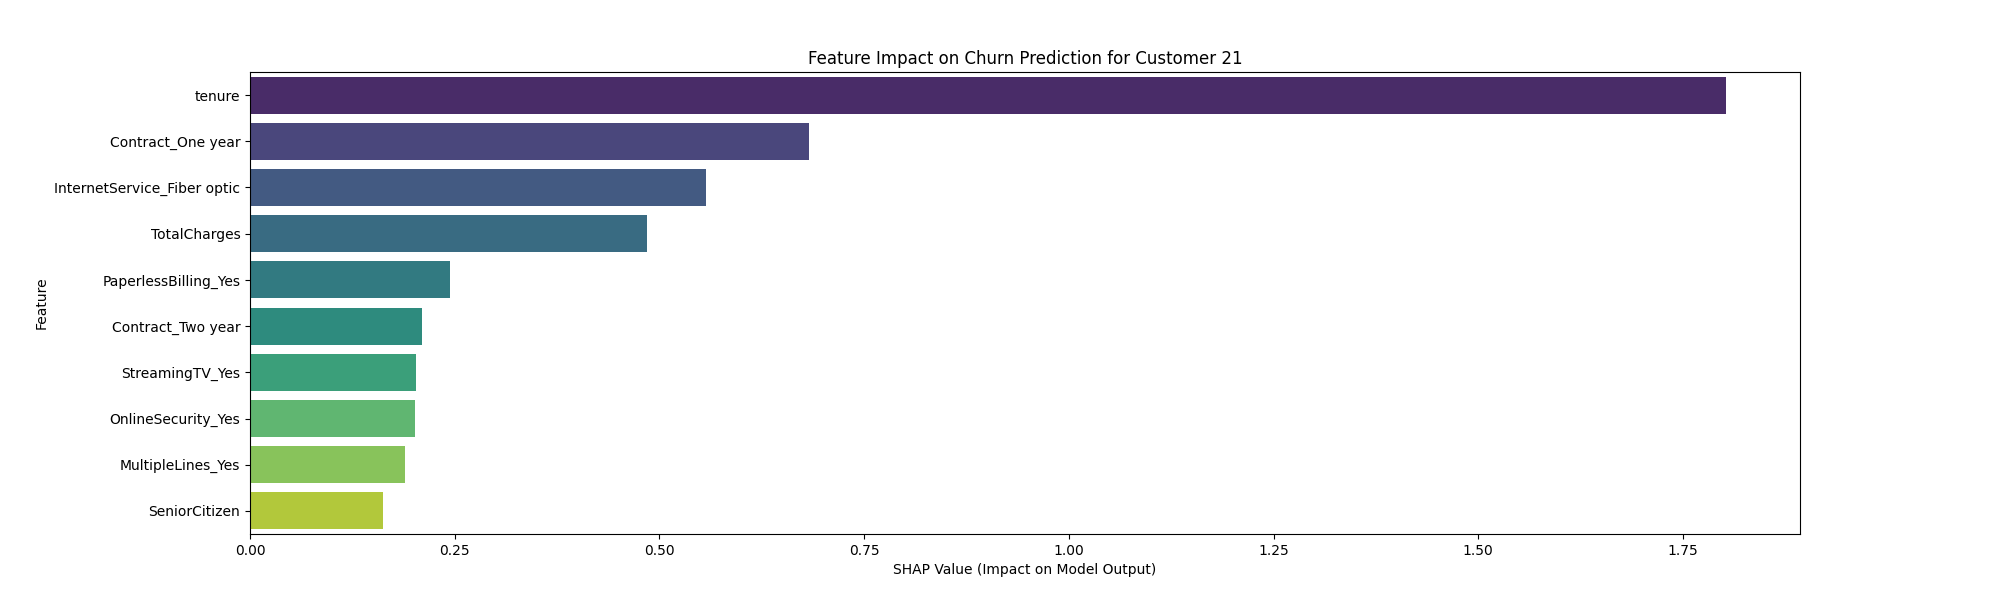 Feature Impact on Churn Prediction for Customer 21
tenure
Contract_One year
InternetService_Fiber optic
TotalCharges
PaperlessBilling_Yes
Contract_Two year
StreamingTV_Yes
OnlineSecurity_Yes
MultipleLines_Yes
SeniorCitizen
Feature
0.00 0.25 0.50 0.75 1.00 1.25 1.50 1.75
SHAP Value (Impact on Model Output)